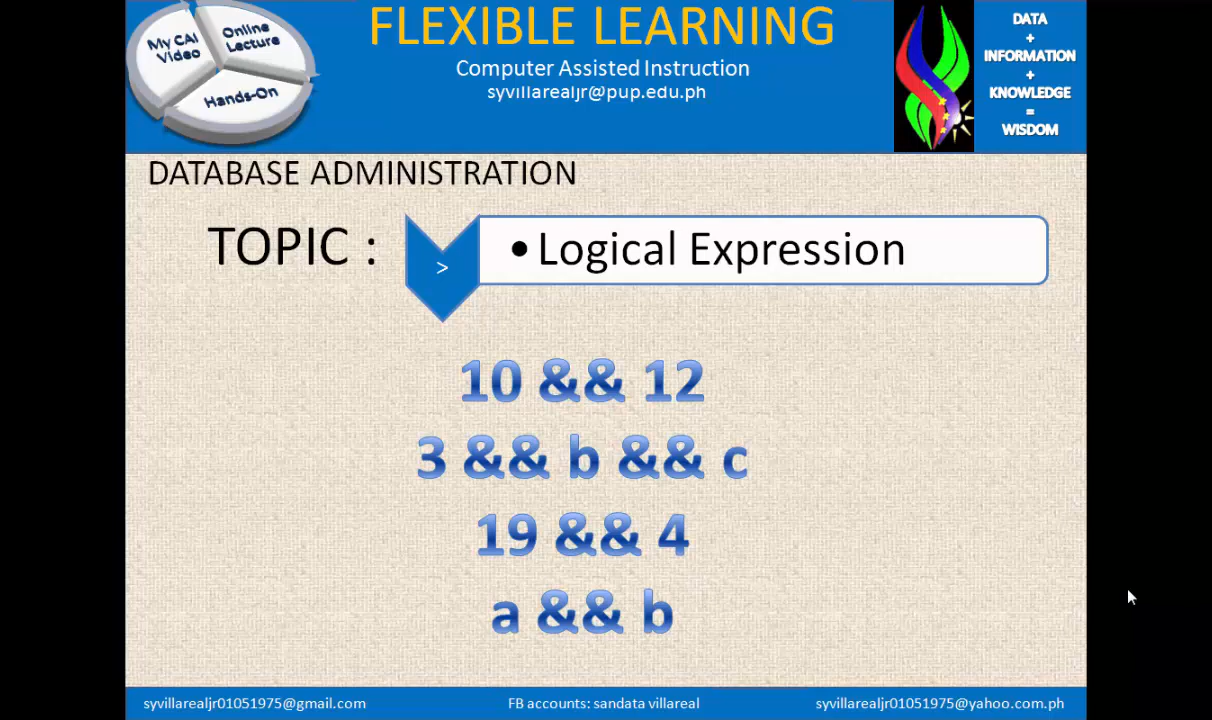 My CAI Video
Online Lecture
Hands-On
FLEXIBLE LEARNING
Computer Assisted Instruction
syvillarealjr@pup.edu.ph
DATA
+
INFORMATION
+
KNOWLEDGE
=
WISDOM
DATABASE ADMINISTRATION
TOPIC :
>
• Logical Expression
10 && 12
3 && b && c
19 && 4
a && b
syvillarealjr01051975@gmail.com
FB accounts: sandata villareal
syvillarealjr01051975@yahoo.com.ph